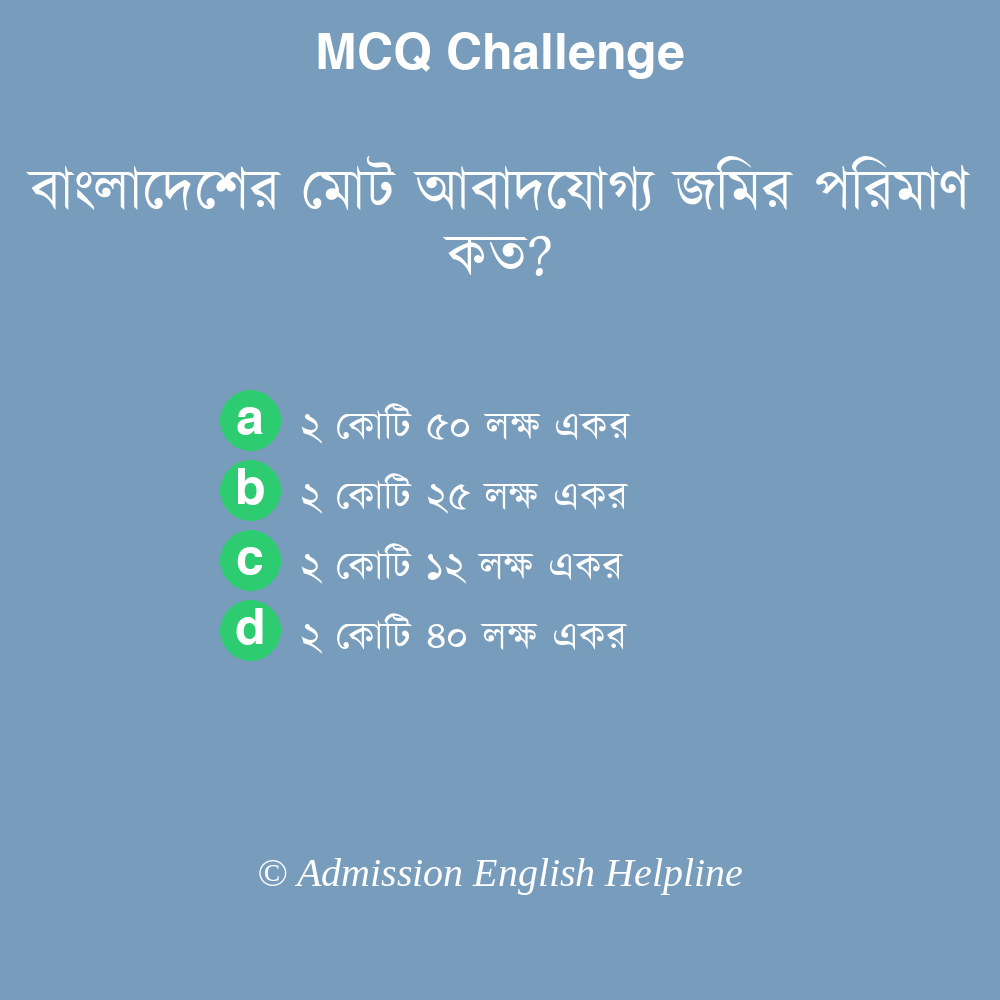 MCQ Challenge
বাংলাদেশের মোট আবাদযোগ্য জমির পরিমাণ
কত?
a ২ কোটি ৫০ লক্ষ একর
b ২ কোটি ২৫ লক্ষ একর
c ২ কোটি ১২ লক্ষ একর
d ২ কোটি ৪০ লক্ষ একর
© Admission English Helpline